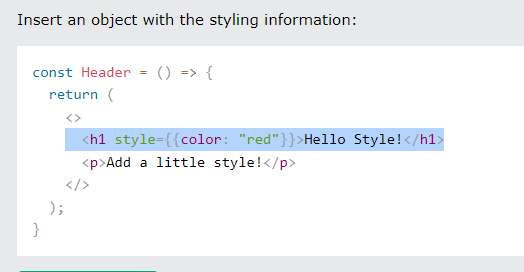 Insert an object with the styling information:
const Header = () => {
  return (
    <>
      <h1 style={{color: "red"}}>Hello Style!</h1>
      <p>Add a little style!</p>
    </>
  );
}